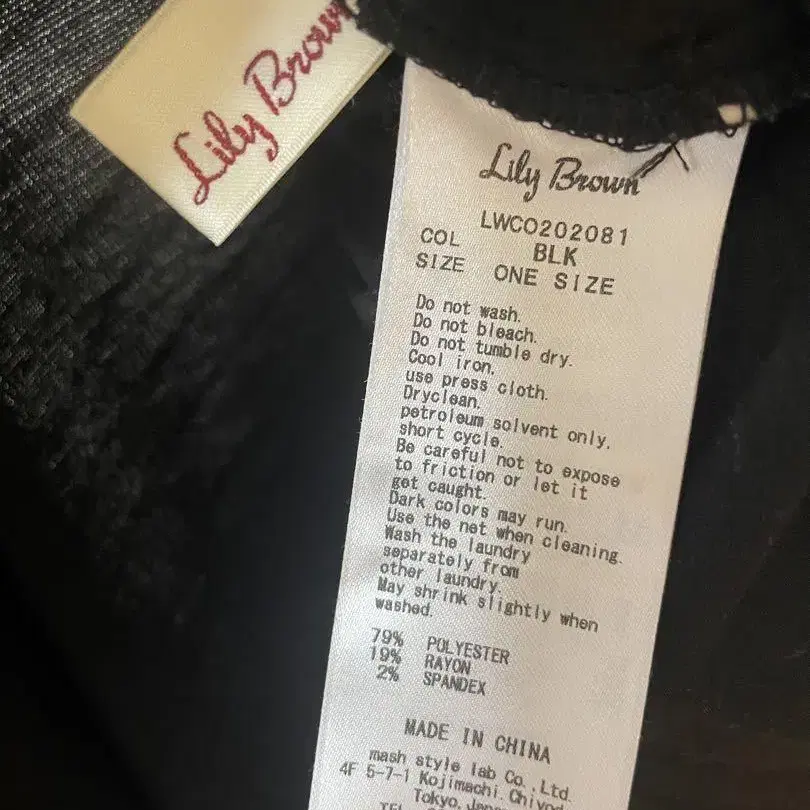 Lily Brown
Lily Brown
LWCO202081
COL BLK
SIZE ONE SIZE
Do not wash.
Do not bleach.
Do not tumble dry.
Cool iron,
use press cloth.
Dryclean,
petroleum solvent only,
short cycle.
Be careful not to expose
to friction or let it
get caught.
Dark colors may run.
Use the net when cleaning.
Wash the laundry
separately from
other laundry.
May shrink slightly when
washed.
79% POLYESTER
19% RAYON
2% SPANDEX
MADE IN CHINA
mash style lab Co., Ltd
4F 5-7-1 Kojimachi, Chiyod
Tokyo, Japan
TEL